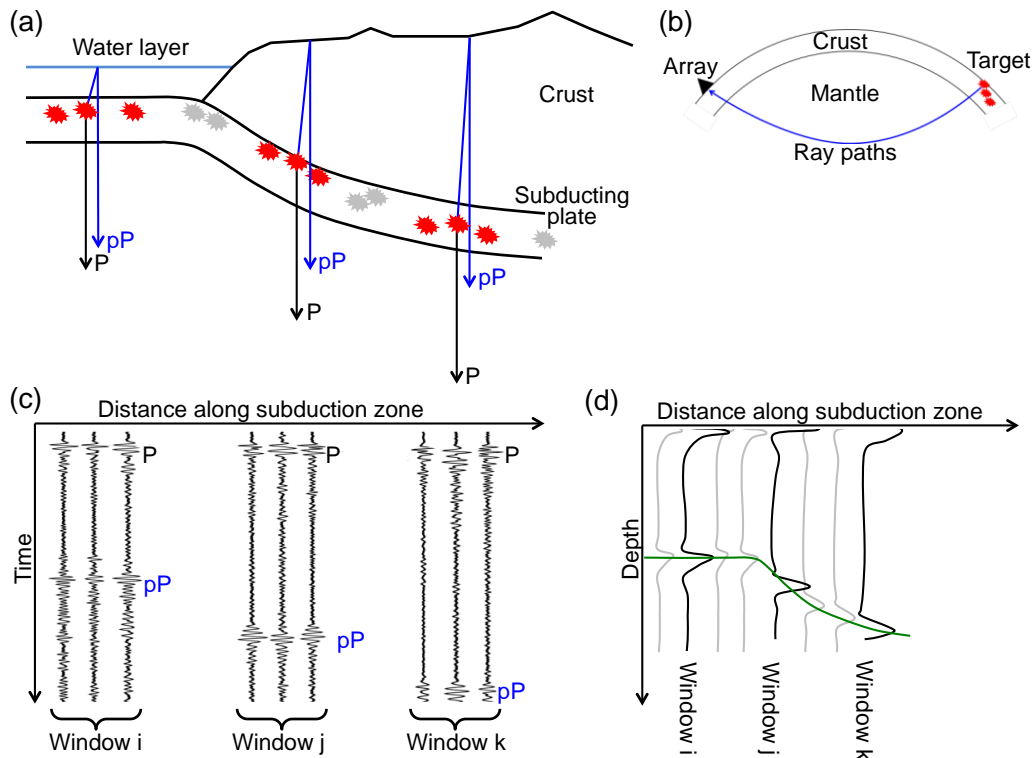 (a)
Water layer
Crust
Subducting
plate
pP
P
pP
P
pP
P
(b)
Crust
Array
Target
Mantle
Ray paths
(c)
Distance along subduction zone
Time
P
P
P
pP
pP
pP
Window i
Window j
Window k
(d)
Distance along subduction zone
Depth
Window i
Window j
Window k